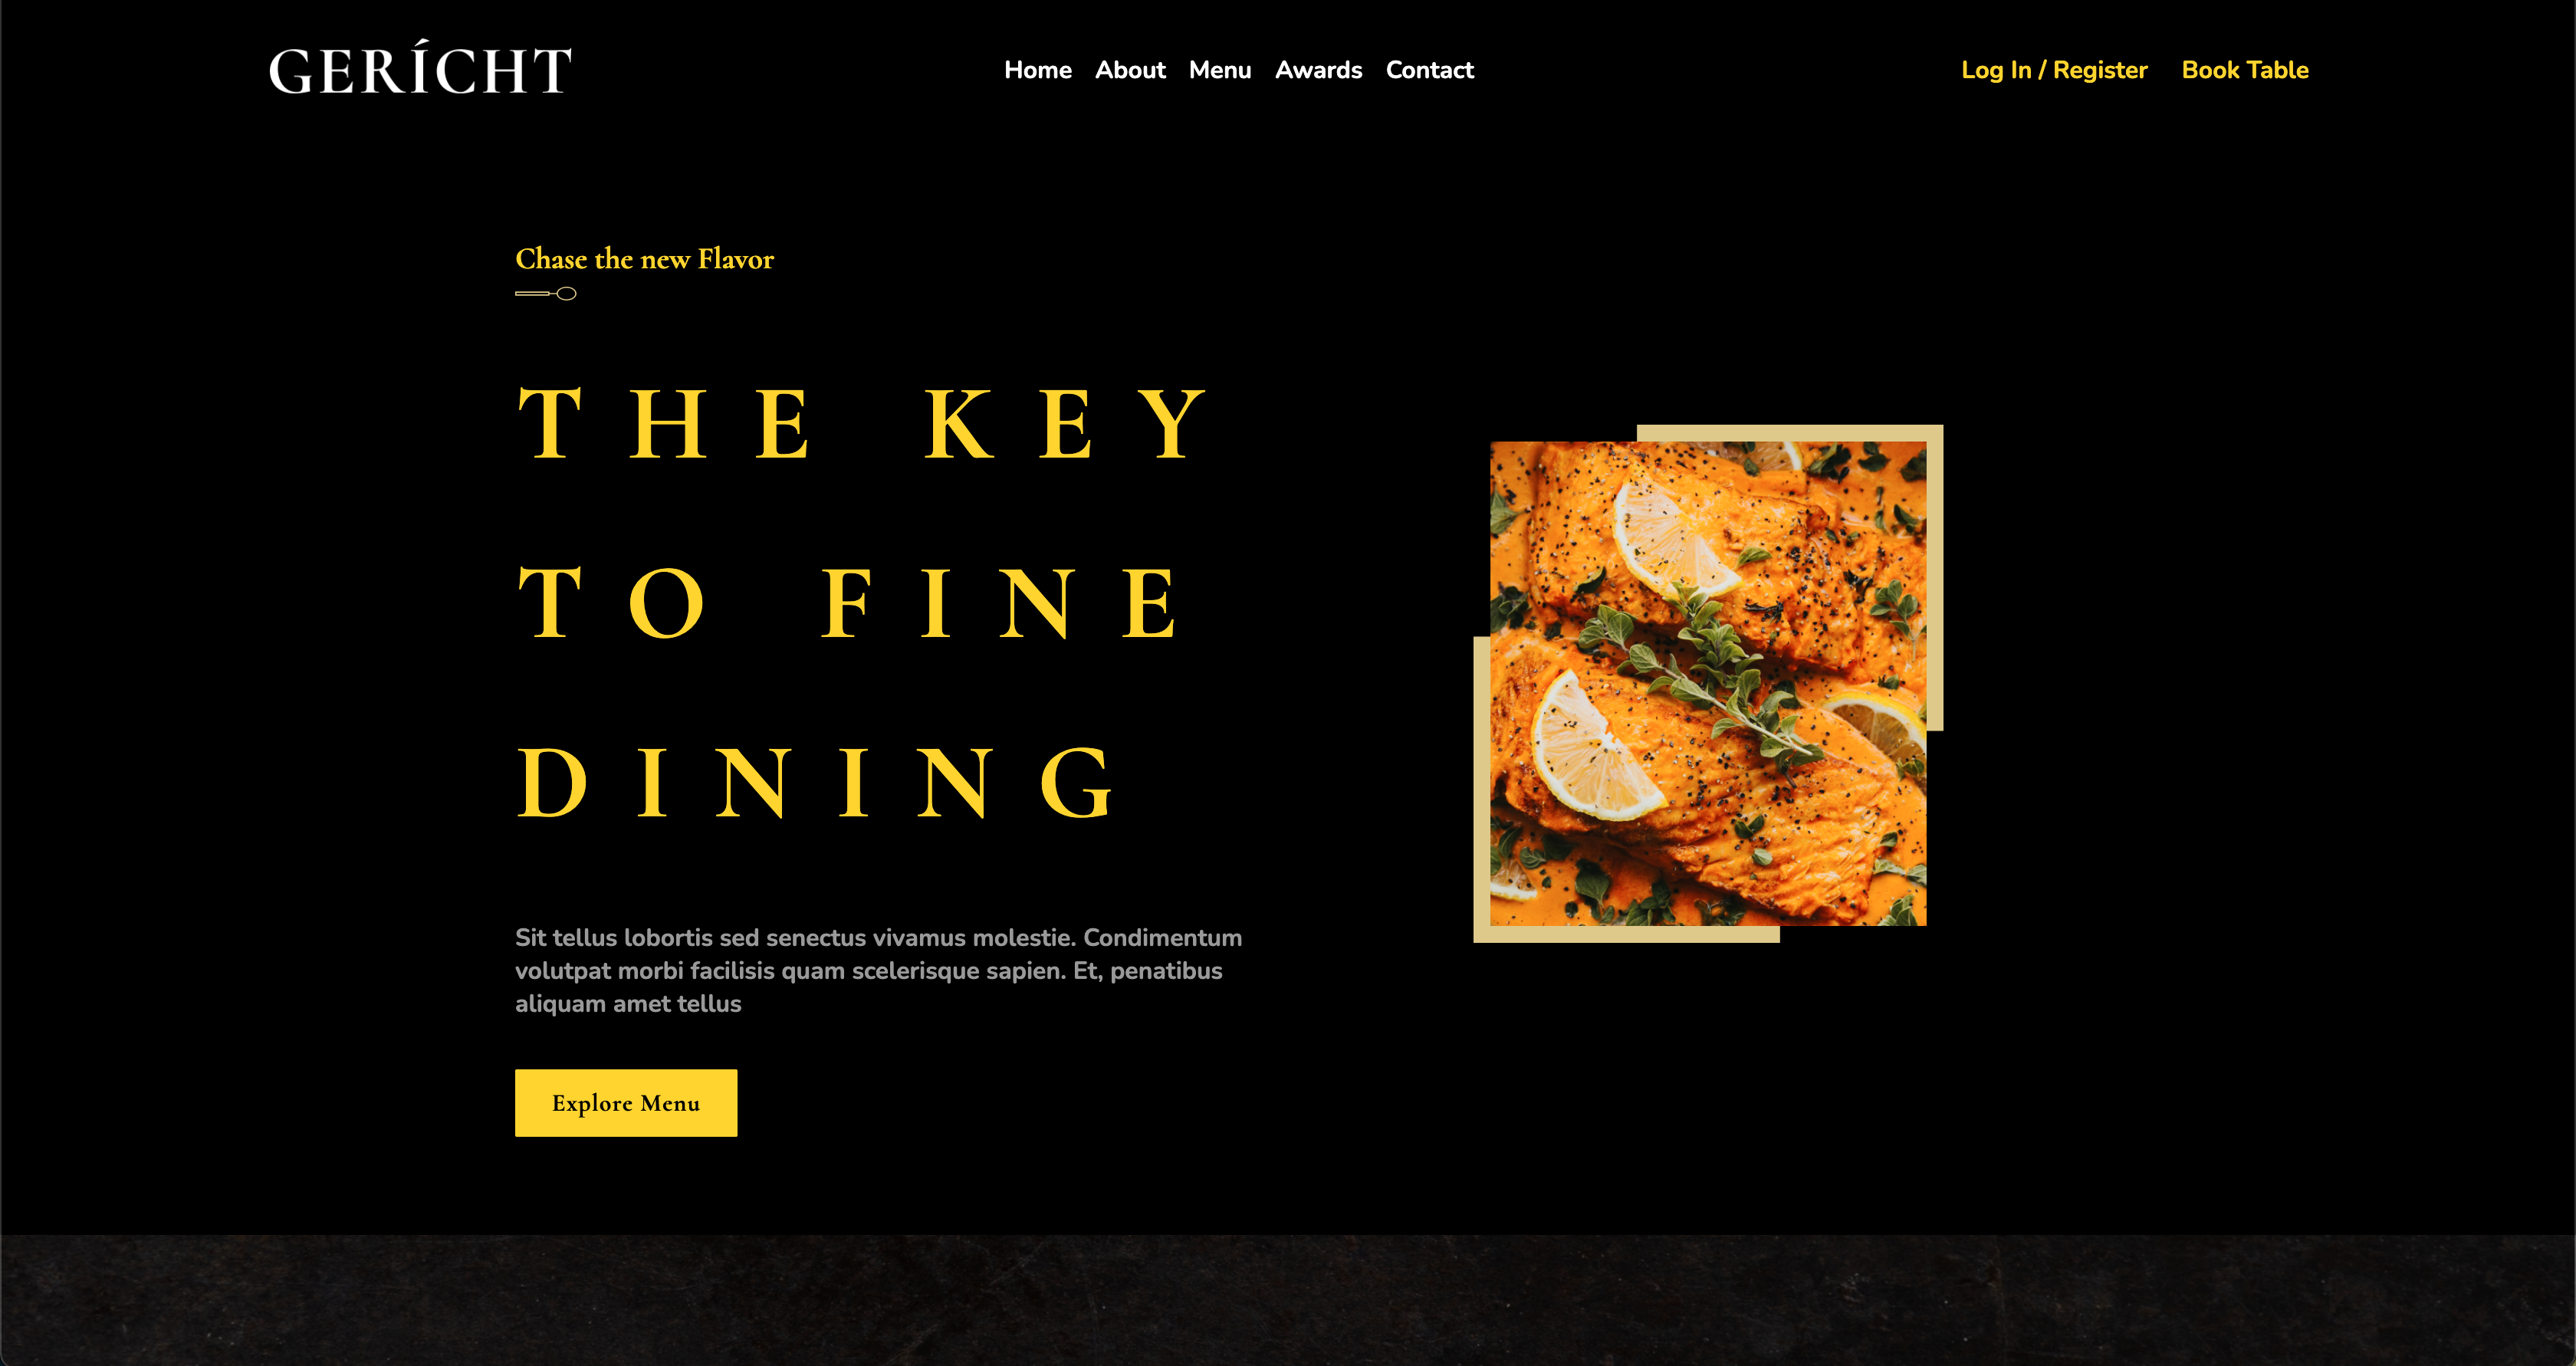 GERÍCHT
Home About Menu Awards Contact
Log In / Register Book Table
Chase the new Flavor
THE KEY
TO FINE
DINING
Sit tellus lobortis sed senectus vivamus molestie. Condimentum
volutpat morbi facilisis quam scelerisque sapien. Et, penatibus
aliquam amet tellus
Explore Menu